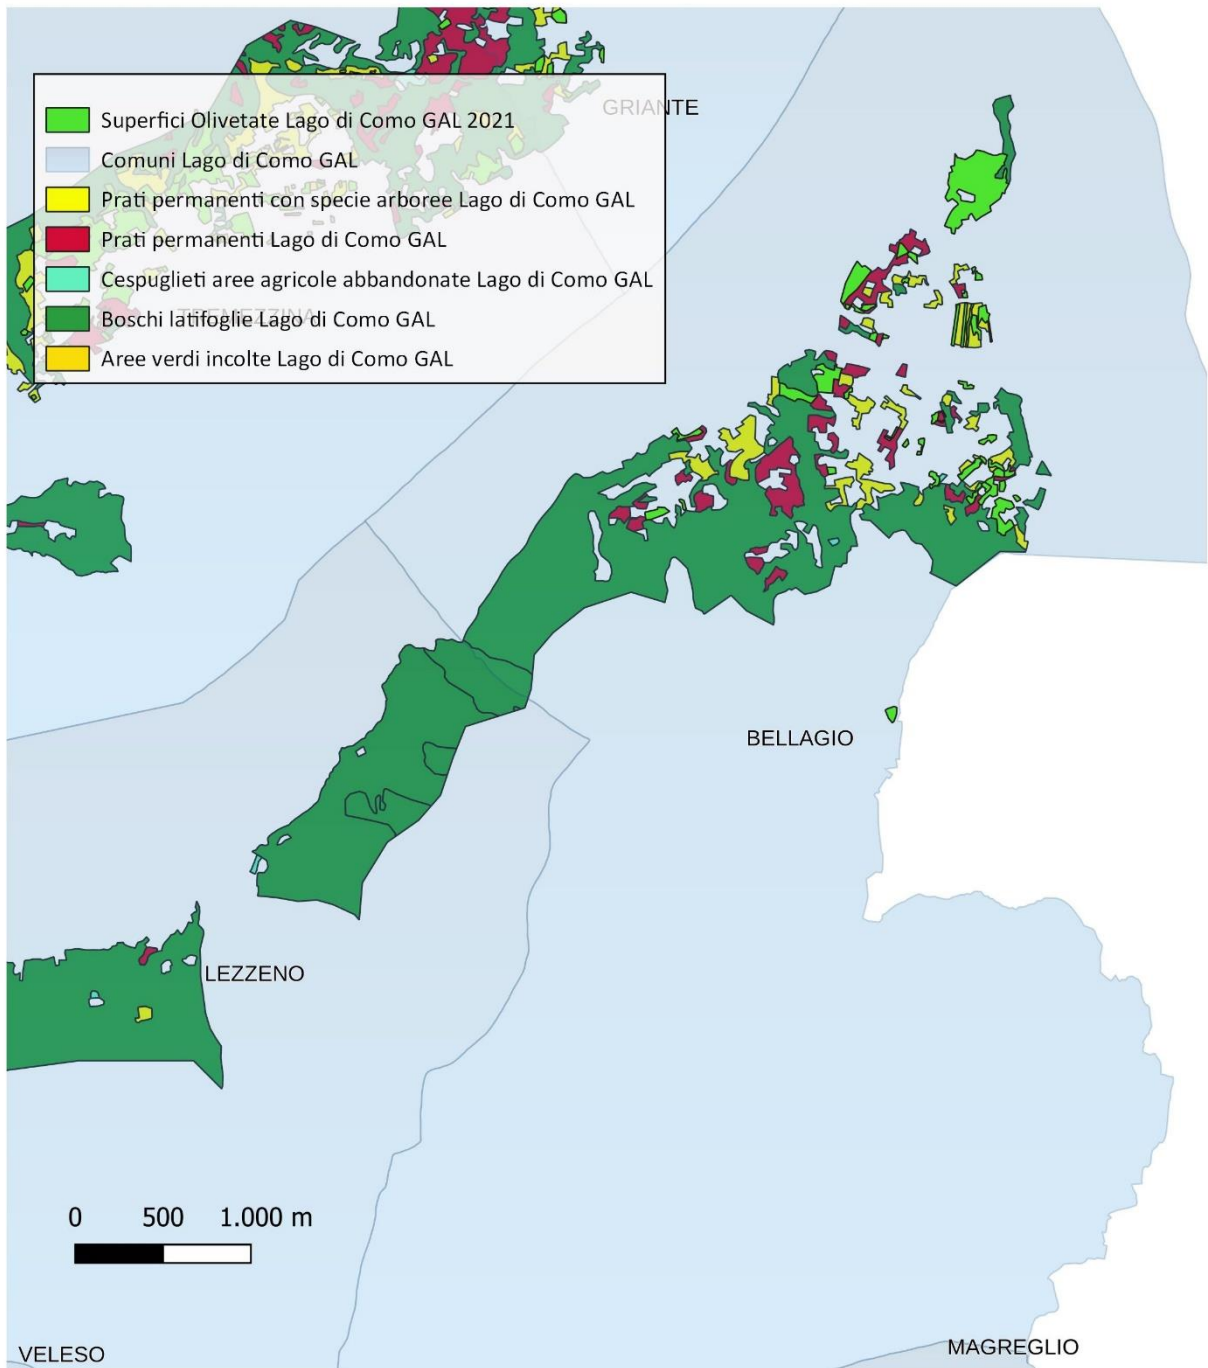 GRIANTE
Superfici Olivetate Lago di Como GAL 2021
Comuni Lago di Como GAL
Prati permanenti con specie arboree Lago di Como GAL
Prati permanenti Lago di Como GAL
Cespuglieti aree agricole abbandonate Lago di Como GAL
TREMEZZINA
Boschi latifoglie Lago di Como GAL
Aree verdi incolte Lago di Como GAL
BELLAGIO
LEZZENO
0 500 1.000 m
VELESO
MAGREGLIO